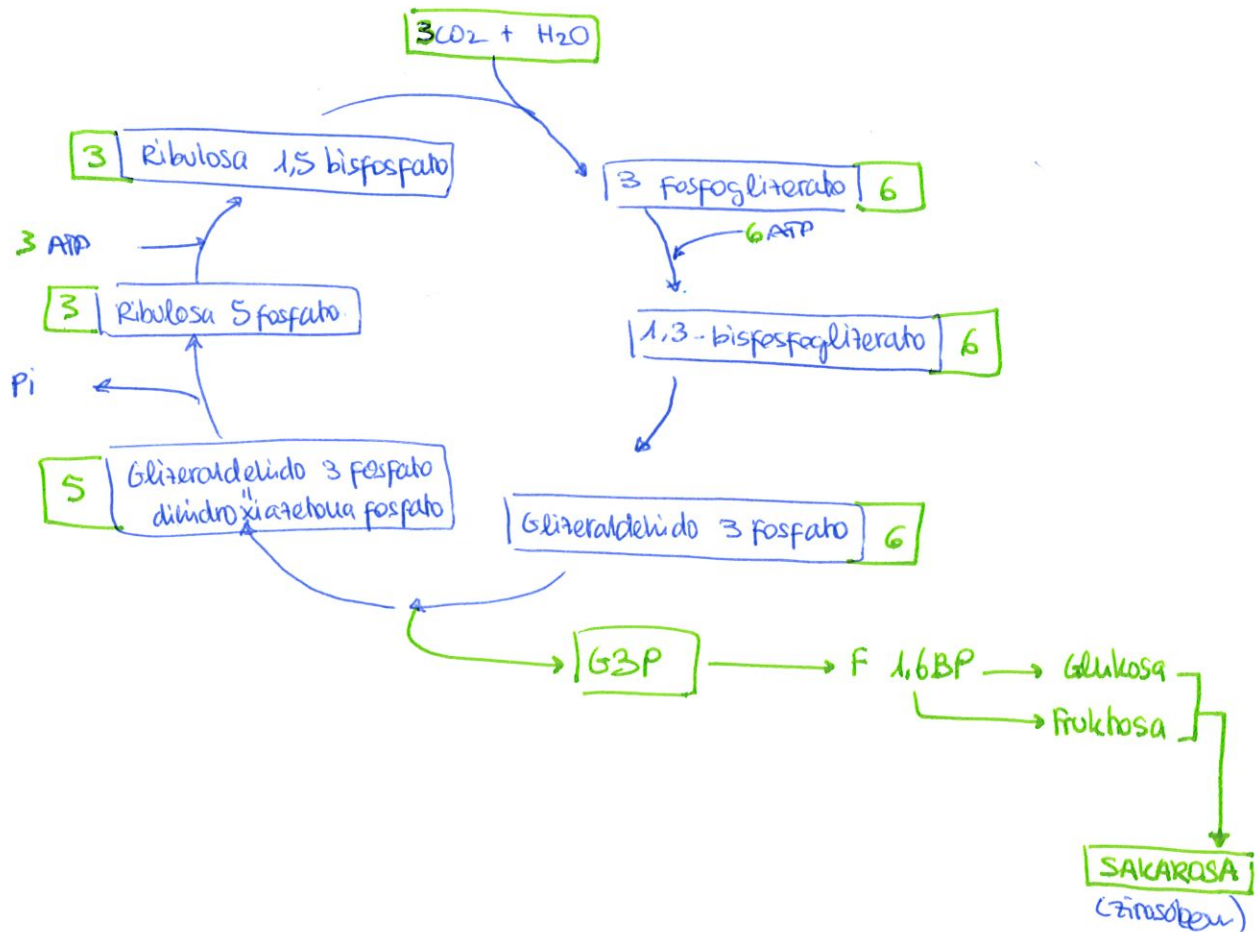 3CO2 + H2O
3 Ribulosa 1,5 bisfosfato
3 fosfoglizerato 6
6 ATP
3 ATP
3 Ribulosa 5 fosfato
1,3-bisfosfoglizerato 6
Pi
5 Glizeraldehido 3 fosfato
dihidroxiazetona fosfato
Glizeraldehido 3 fosfato 6
G3P
F 1,6BP
Glukosa
Fruktosa
SAKAROSA
(zitosolean)